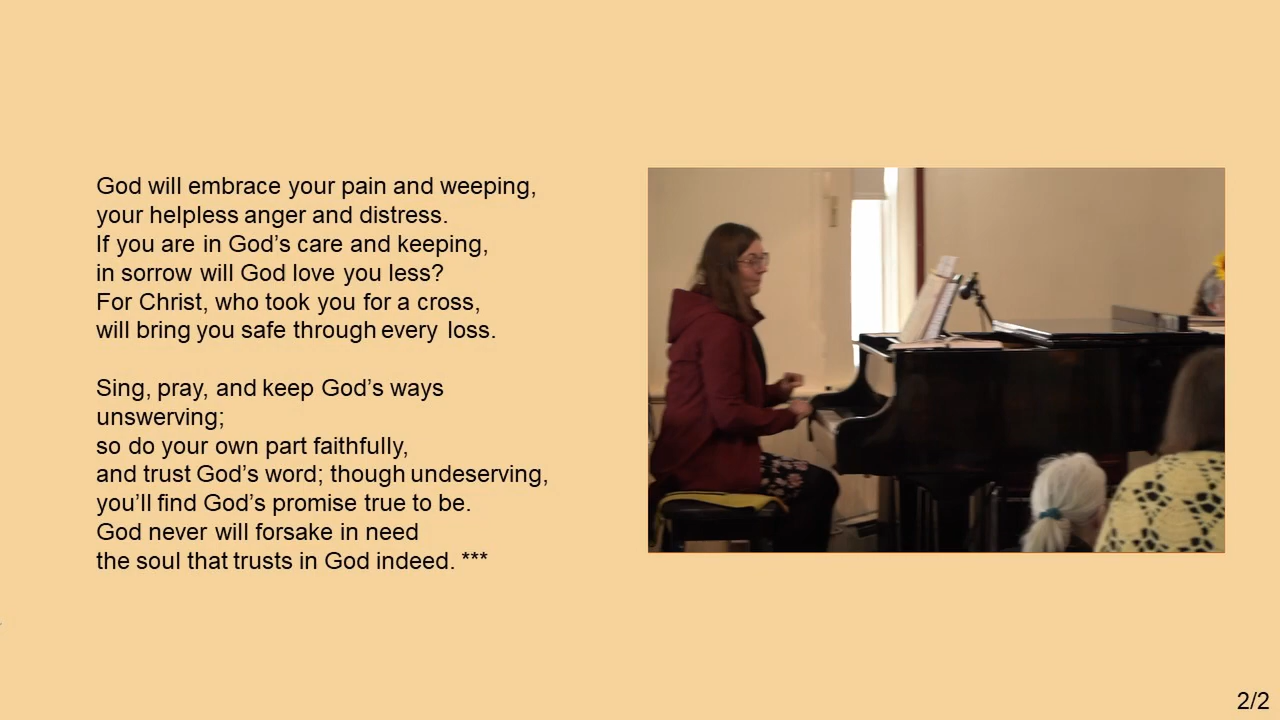 God will embrace your pain and weeping,
your helpless anger and distress.
If you are in God’s care and keeping,
in sorrow will God love you less?
For Christ, who took you for a cross,
will bring you safe through every loss.
Sing, pray, and keep God’s ways
unswerving;
so do your own part faithfully,
and trust God’s word; though undeserving,
you’ll find God’s promise true to be.
God never will forsake in need
the soul that trusts in God indeed. ***
2/2